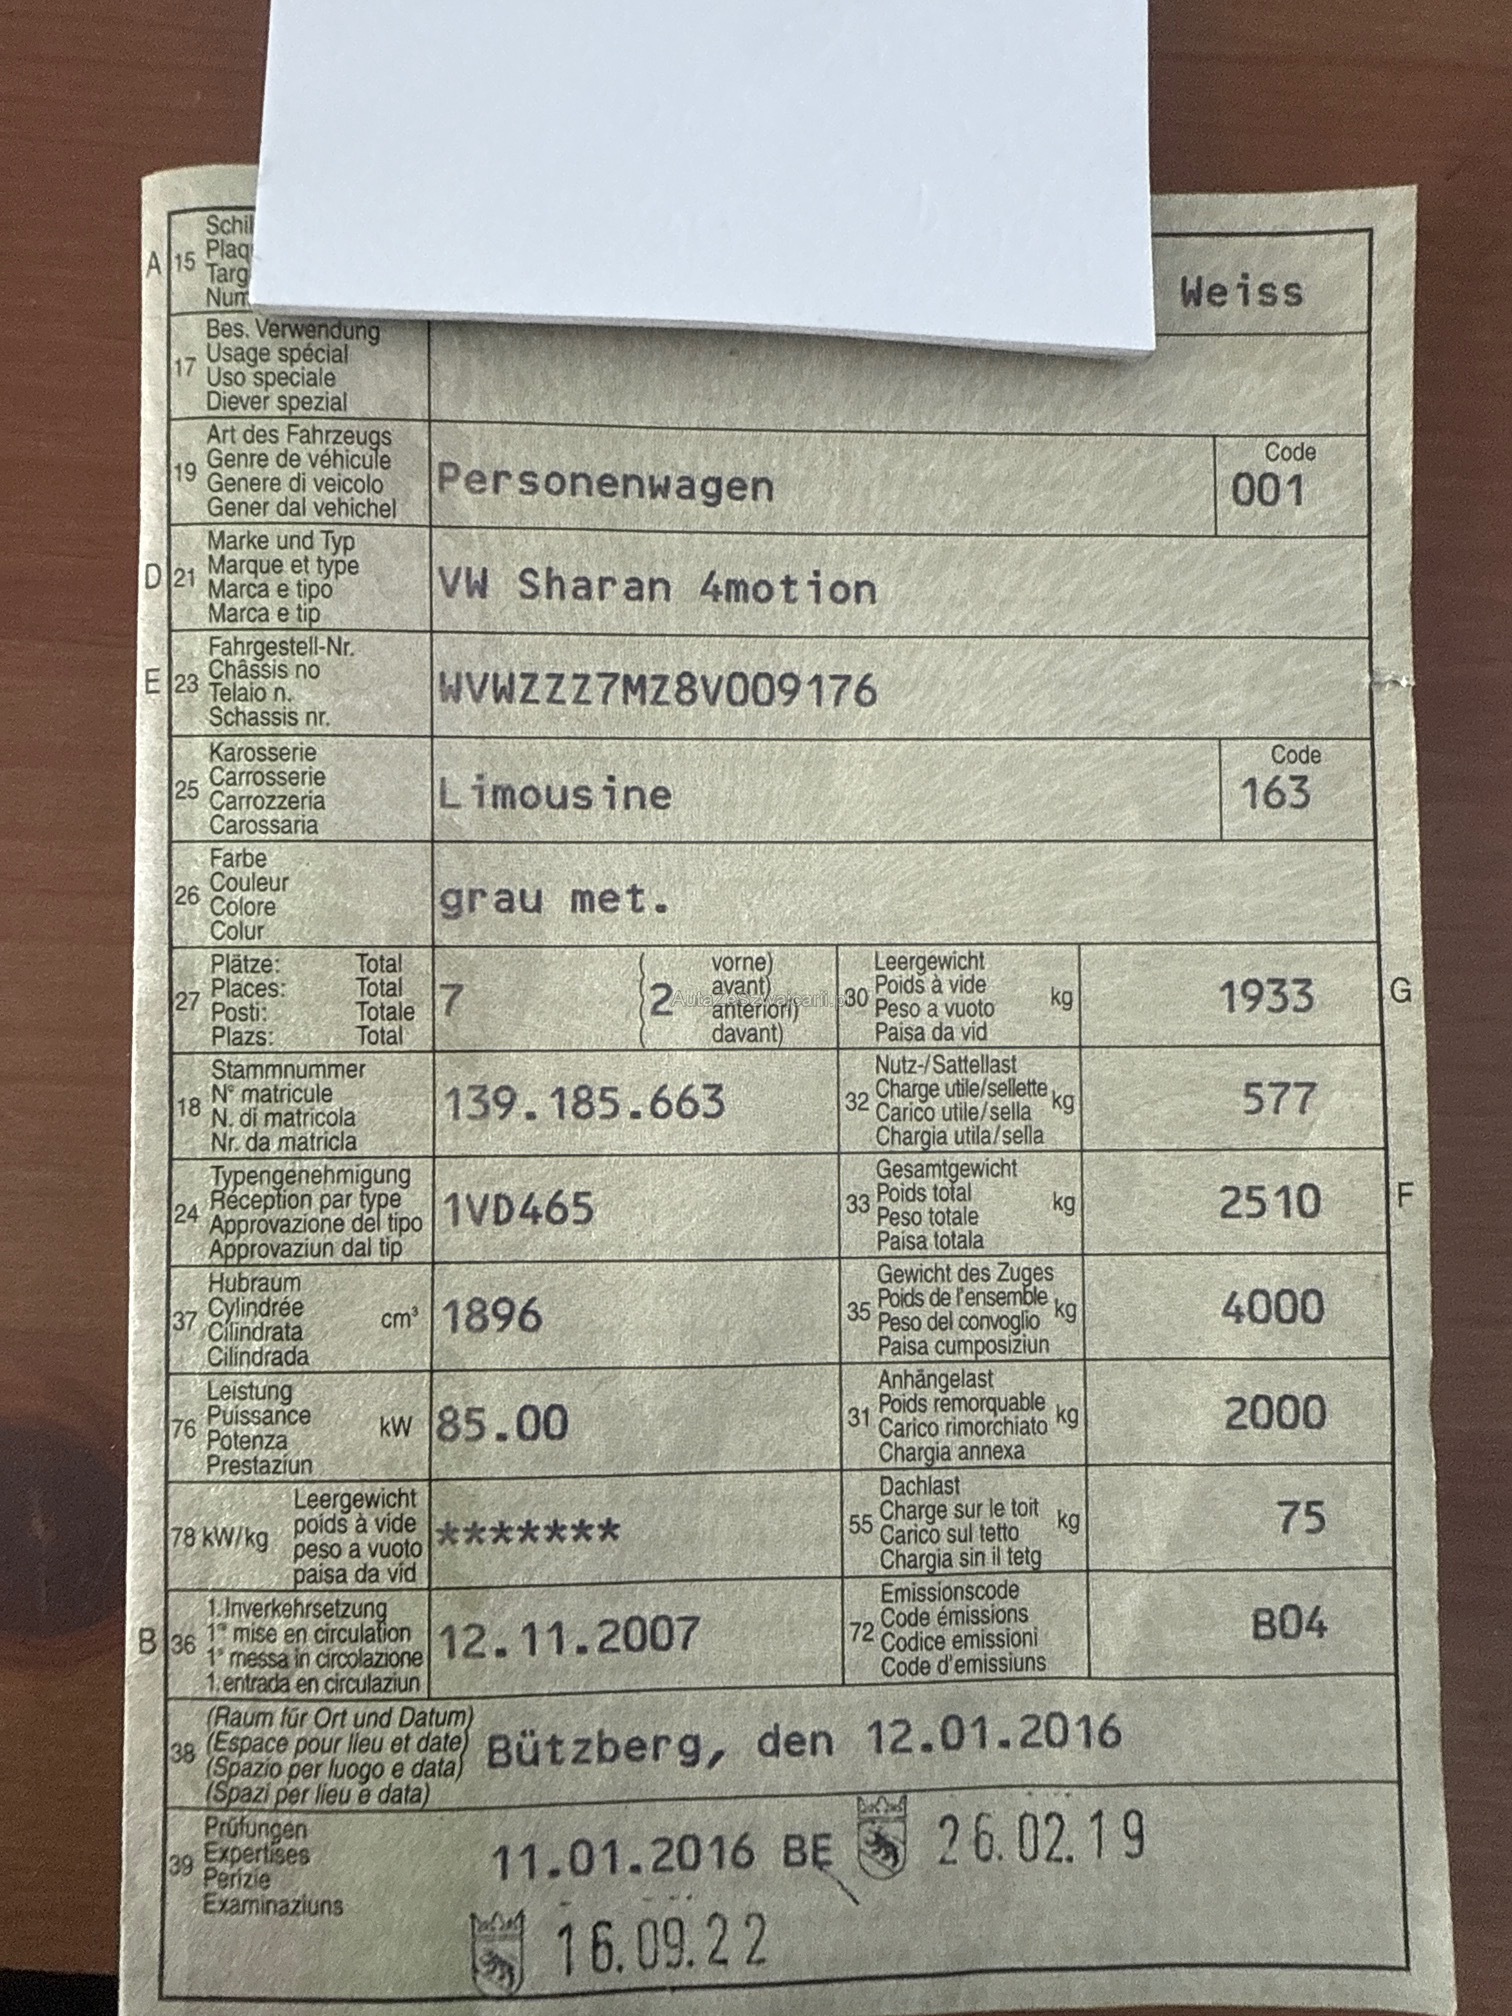 A 15 Schil
Plaq
Targ
Num
Weiss
17 Bes. Verwendung
Usage spécial
Uso speciale
Diever spezial
19 Art des Fahrzeugs
Genre de véhicule
Genere di veicolo
Gener dal vehichel
Personenwagen
Code
001
D 21 Marke und Typ
Marque et type
Marca e tipo
Marca e tip
VW Sharan 4motion
E 23 Fahrgestell-Nr.
Châssis no
Telaio n.
Schassis nr.
WVWZZZ7MZ8V009176
25 Karosserie
Carrosserie
Carrozzeria
Carossaria
Limousine
Code
163
26 Farbe
Couleur
Colore
Colur
grau met.
27 Plätze: Total
Places: Total
Posti: Totale
Plazs: Total
7
(2 vorne)
avant)
anteriori)
davant)
AutaZeSzwajcarii.pl
30 Leergewicht
Poids à vide
Peso a vuoto
Paisa da vid
kg
1933
G
18 Stammnummer
N° matricule
N. di matricola
Nr. da matricla
139.185.663
32 Nutz-/Sattellast
Charge utile/sellette
Carico utile/sella
Chargia utila/sella
kg
577
24 Typengenehmigung
Réception par type
Approvazione del tipo
Approvaziun dal tip
1VD465
33 Gesamtgewicht
Poids total
Peso totale
Paisa totala
kg
2510
F
37 Hubraum
Cylindrée
Cilindrata
Cilindrada
cm³
1896
35 Gewicht des Zuges
Poids de l'ensemble
Peso del convoglio
Paisa cumposiziun
kg
4000
76 Leistung
Puissance
Potenza
Prestaziun
kW
85.00
31 Anhängelast
Poids remorquable
Carico rimorchiato
Chargia annexa
kg
2000
78 kW/kg Leergewicht
poids à vide
peso a vuoto
paisa da vid
*******
55 Dachlast
Charge sur le toit
Carico sul tetto
Chargia sin il tetg
kg
75
B 36 1. Inverkehrsetzung
1re mise en circulation
1a messa in circolazione
1. entrada en circulaziun
12.11.2007
72 Emissionscode
Code émissions
Codice emissioni
Code d'emissiuns
B04
38 (Raum für Ort und Datum)
(Espace pour lieu et date)
(Spazio per luogo e data)
(Spazi per lieu e data)
Bützberg, den 12.01.2016
39 Prüfungen
Expertises
Perizie
Examinaziuns
11.01.2016 BE 26.02.19
16.09.22